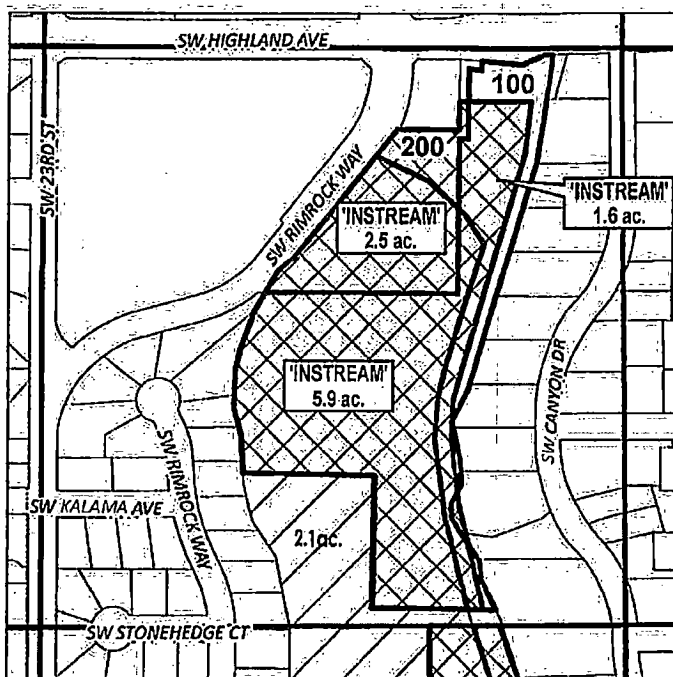 SW HIGHLAND AVE
100
SW 23RD ST
200
SW RIMROCK WAY
'INSTREAM'
1.6 ac.
'INSTREAM'
2.5 ac.
'INSTREAM'
5.9 ac.
SW CANYON DR
SW RIMROCK WAY
SW KALAMA AVE
2.1ac.
SW STONEHEDGE CT